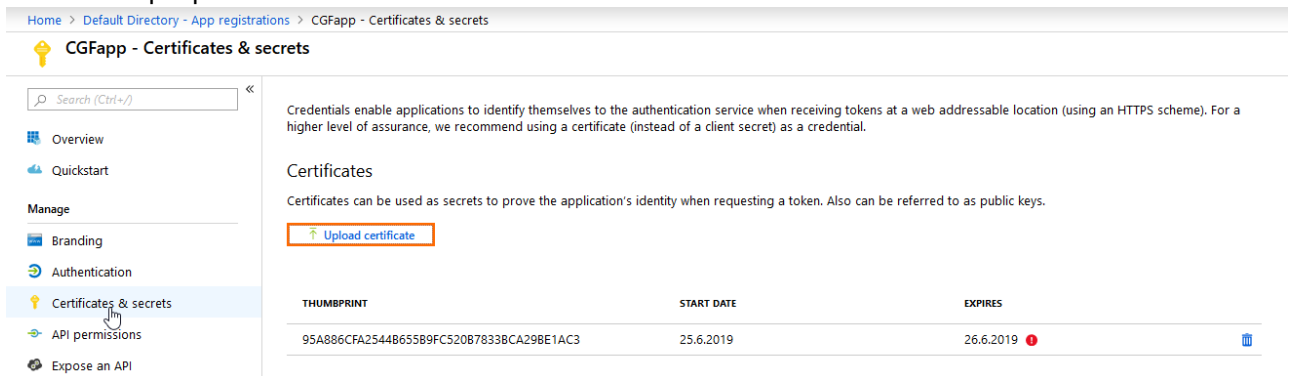 Home > Default Directory - App registrations > CGFapp - Certificates & secrets
CGFapp - Certificates & secrets
Search (Ctrl+/)
«
Overview
Quickstart
Manage
Branding
Authentication
Certificates & secrets
API permissions
Expose an API
Credentials enable applications to identify themselves to the authentication service when receiving tokens at a web addressable location (using an HTTPS scheme). For a
higher level of assurance, we recommend using a certificate (instead of a client secret) as a credential.
Certificates
Certificates can be used as secrets to prove the application's identity when requesting a token. Also can be referred to as public keys.
Upload certificate
THUMBPRINT START DATE EXPIRES
95A886CFA2544B655B9FC520B7833BCA29BE1AC3 25.6.2019 26.6.2019